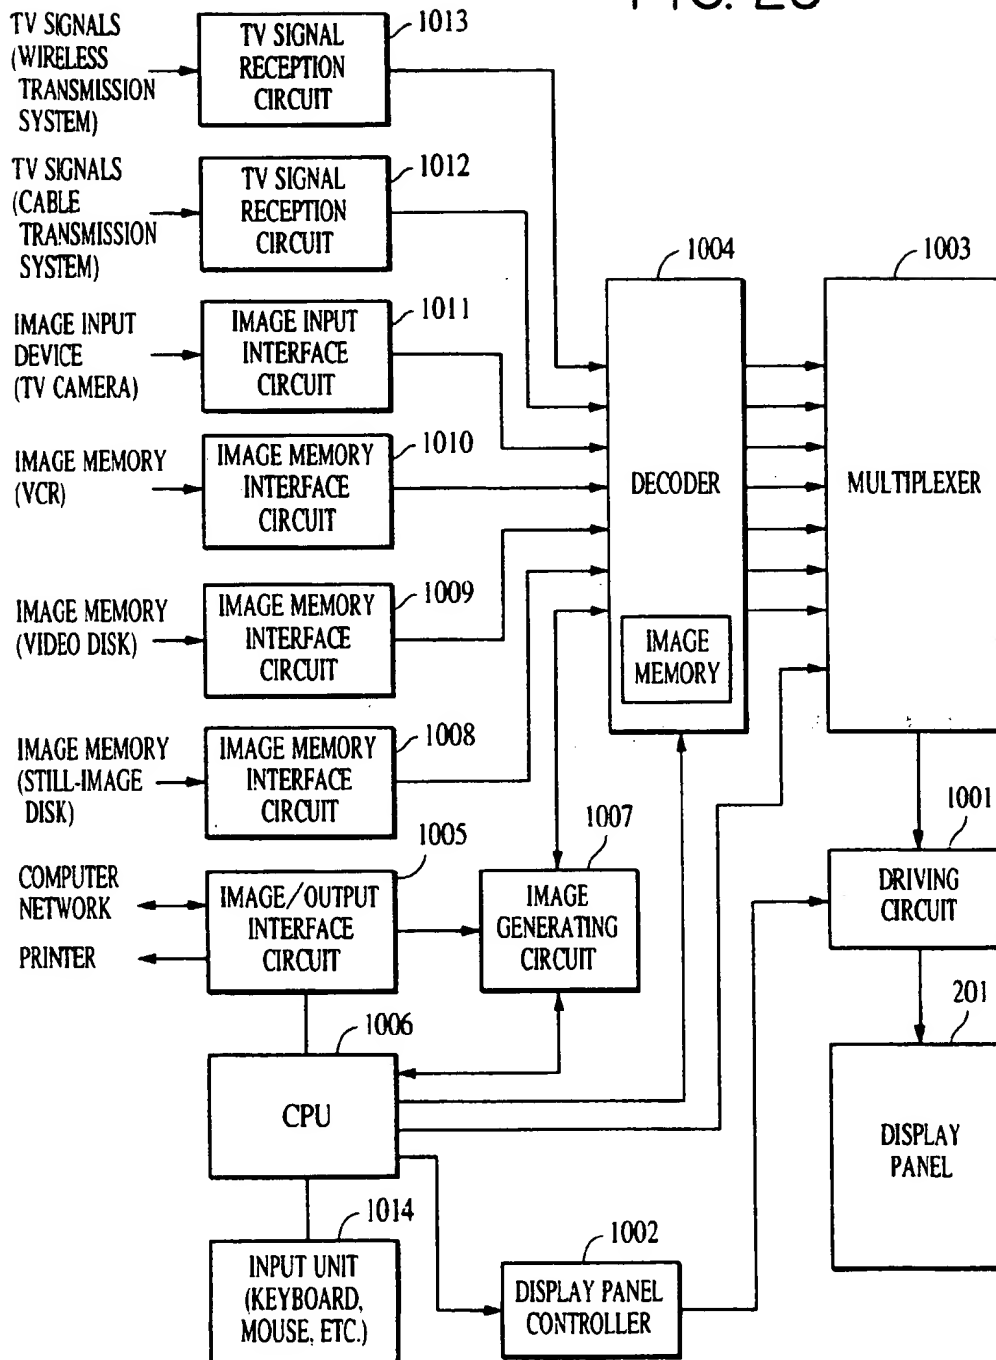 TV SIGNALS
(WIRELESS
TRANSMISSION
SYSTEM)
TV SIGNAL
RECEPTION
CIRCUIT
1013
TV SIGNALS
(CABLE
TRANSMISSION
SYSTEM)
TV SIGNAL
RECEPTION
CIRCUIT
1012
IMAGE INPUT
DEVICE
(TV CAMERA)
IMAGE INPUT
INTERFACE
CIRCUIT
1011
IMAGE MEMORY
(VCR)
IMAGE MEMORY
INTERFACE
CIRCUIT
1010
IMAGE MEMORY
(VIDEO DISK)
IMAGE MEMORY
INTERFACE
CIRCUIT
1009
IMAGE MEMORY
(STILL-IMAGE
DISK)
IMAGE MEMORY
INTERFACE
CIRCUIT
1008
1004
DECODER
IMAGE
MEMORY
1003
MULTIPLEXER
COMPUTER
NETWORK
PRINTER
1005
IMAGE/OUTPUT
INTERFACE
CIRCUIT
1007
IMAGE
GENERATING
CIRCUIT
1001
DRIVING
CIRCUIT
1006
CPU
201
DISPLAY
PANEL
1014
INPUT UNIT
(KEYBOARD,
MOUSE, ETC.)
1002
DISPLAY PANEL
CONTROLLER